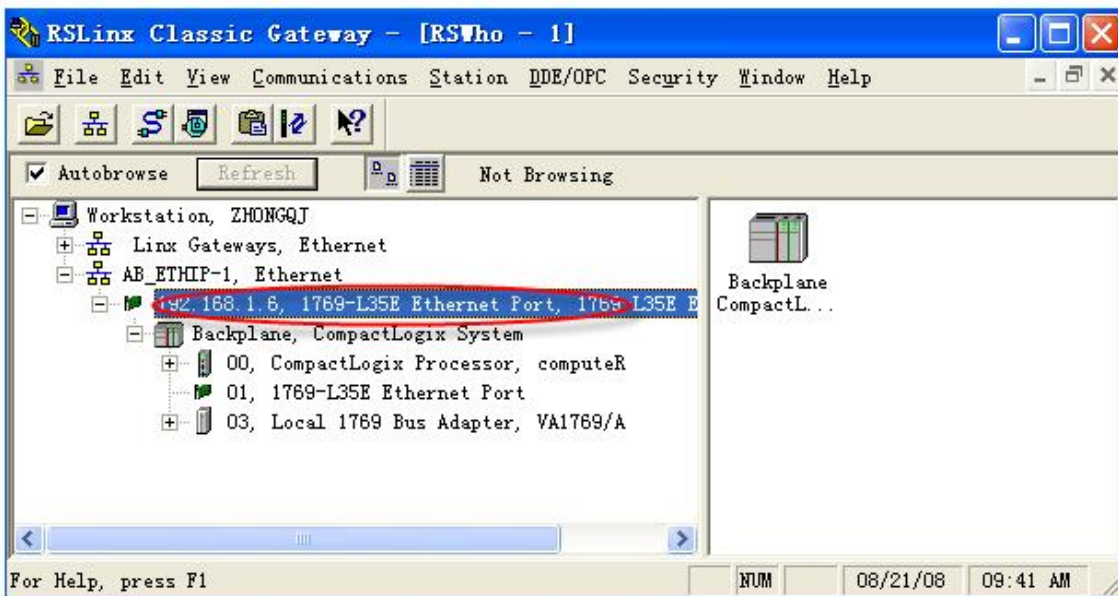 RSLinx Classic Gateway - [RSWho - 1]
File Edit View Communications Station DDE/OPC Security Window Help
Autobrowse Refresh Not Browsing
Workstation, ZHONGQJ
Linx Gateways, Ethernet
AB_ETHIP-1, Ethernet
192.168.1.6, 1769-L35E Ethernet Port, 1769-L35E E
Backplane, CompactLogix System
00, CompactLogix Processor, computeR
01, 1769-L35E Ethernet Port
03, Local 1769 Bus Adapter, VA1769/A
Backplane
CompactL...
For Help, press F1 NUM 08/21/08 09:41 AM